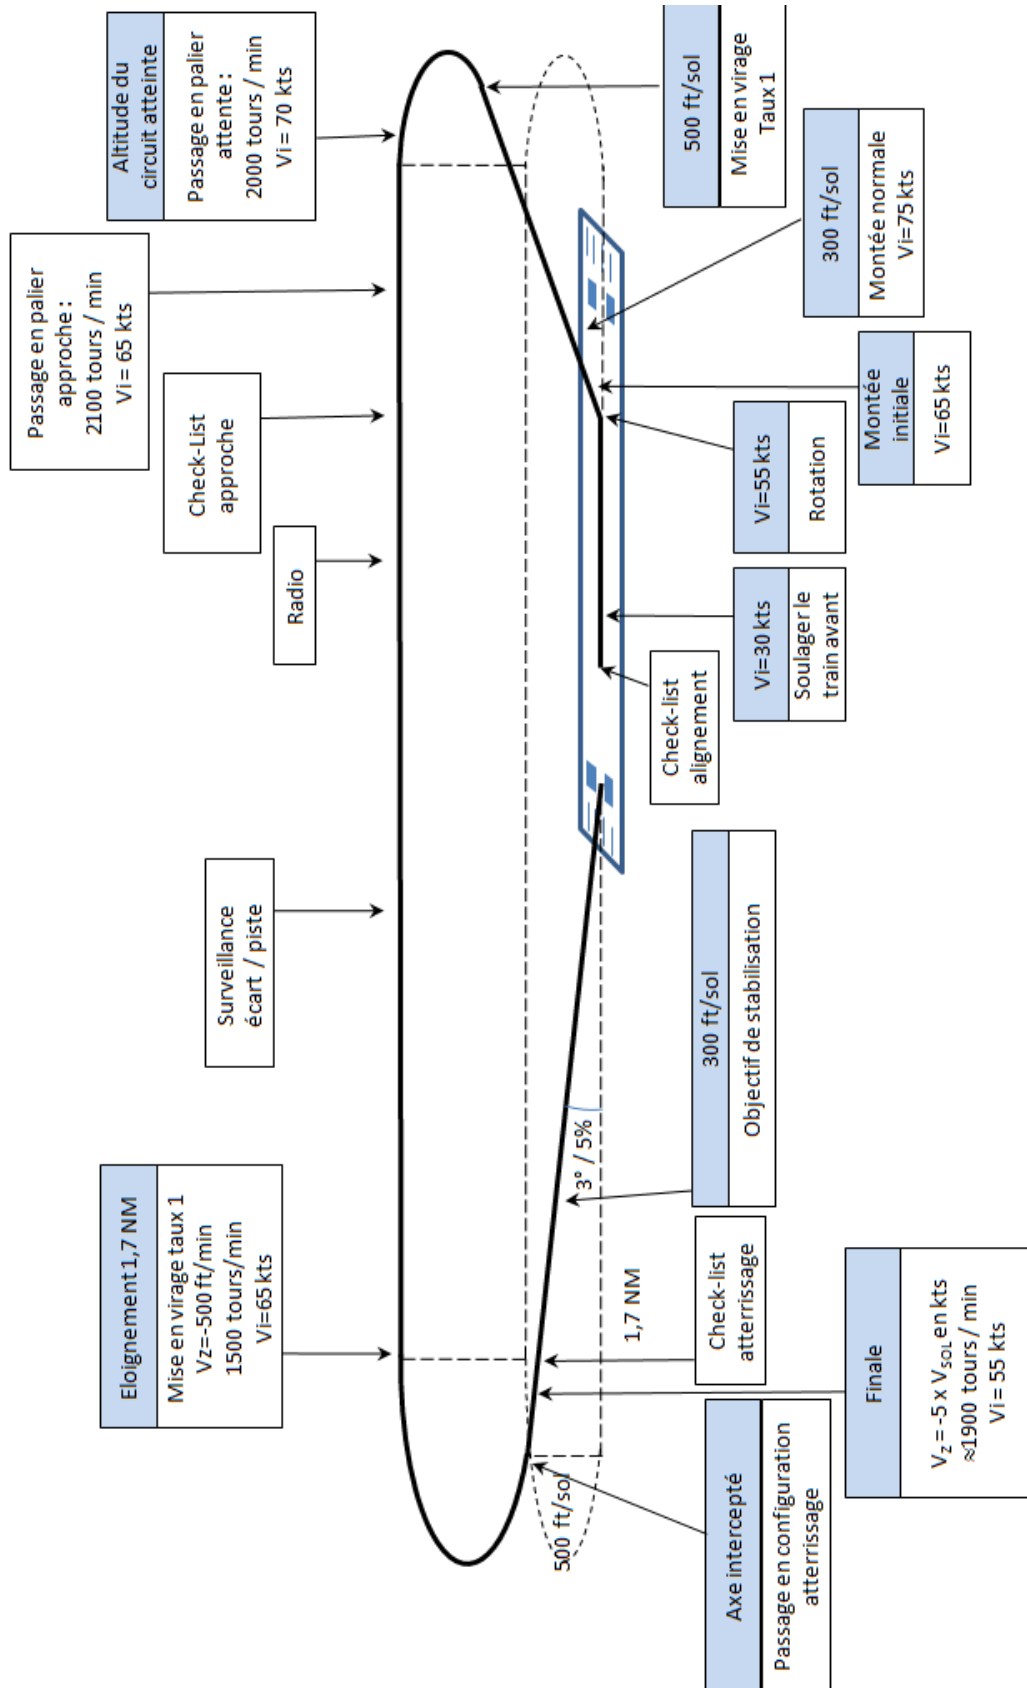 Eloignement 1,7 NM
Mise en virage taux 1
Vz=-500 ft/min
1500 tours/min
Vi=65 kts
Surveillance
écart / piste
Radio
Check-List
approche
Passage en palier
approche :
2100 tours / min
Vi = 65 kts
Altitude du
circuit atteinte
Passage en palier
attente :
2000 tours / min
Vi = 70 kts
500 ft/sol
3° / 5%
1,7 NM
Axe intercepté
Passage en configuration
atterrissage
Finale
VZ = -5 x VSOL en kts
≈1900 tours / min
Vi = 55 kts
Check-list
atterrissage
300 ft/sol
Objectif de stabilisation
Check-list
alignement
Vi=30 kts
Soulager le
train avant
Vi=55 kts
Rotation
Montée
initiale
Vi=65 kts
300 ft/sol
Montée normale
Vi=75 kts
500 ft/sol
Mise en virage
Taux 1